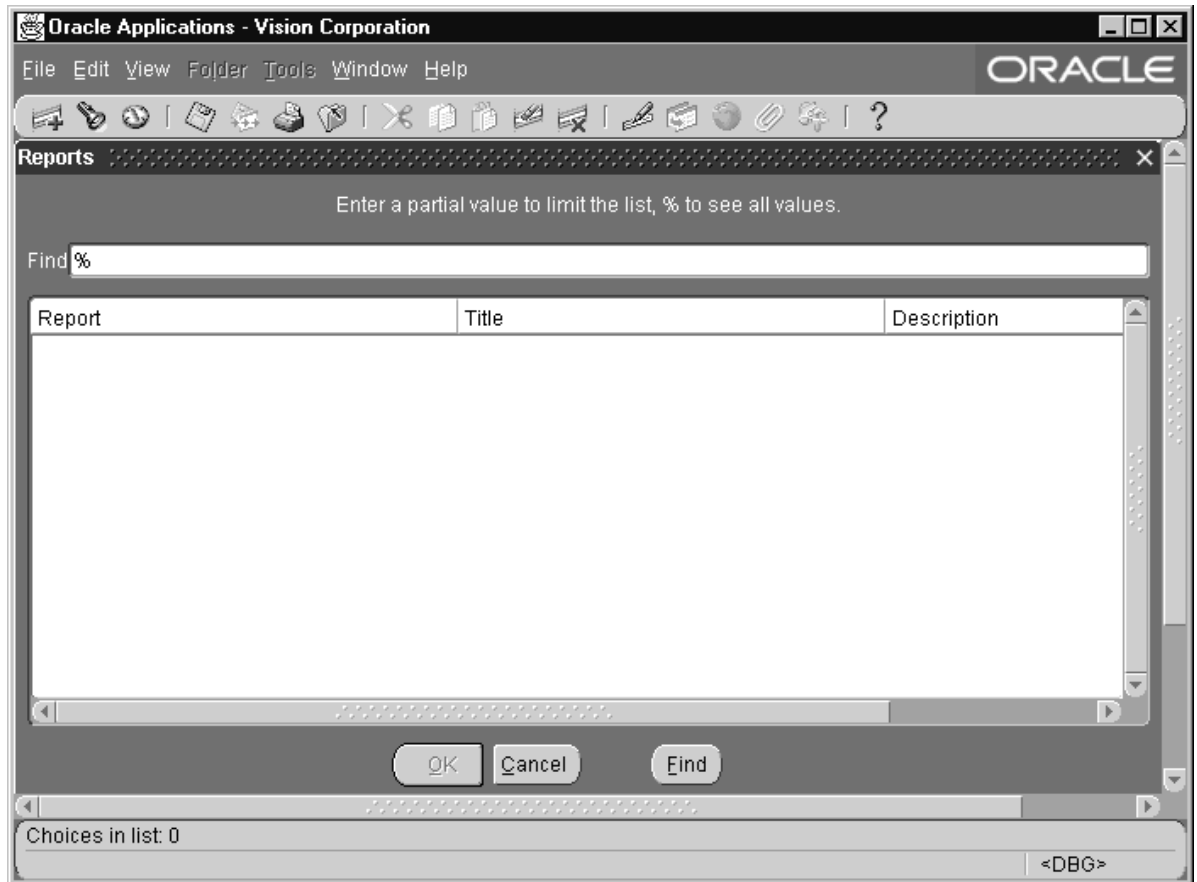 Oracle Applications - Vision Corporation
File Edit View Folder Tools Window Help
ORACLE
?
Reports
Enter a partial value to limit the list, % to see all values.
Find %
Report Title Description
OK Cancel Find
Choices in list: 0
<DBG>